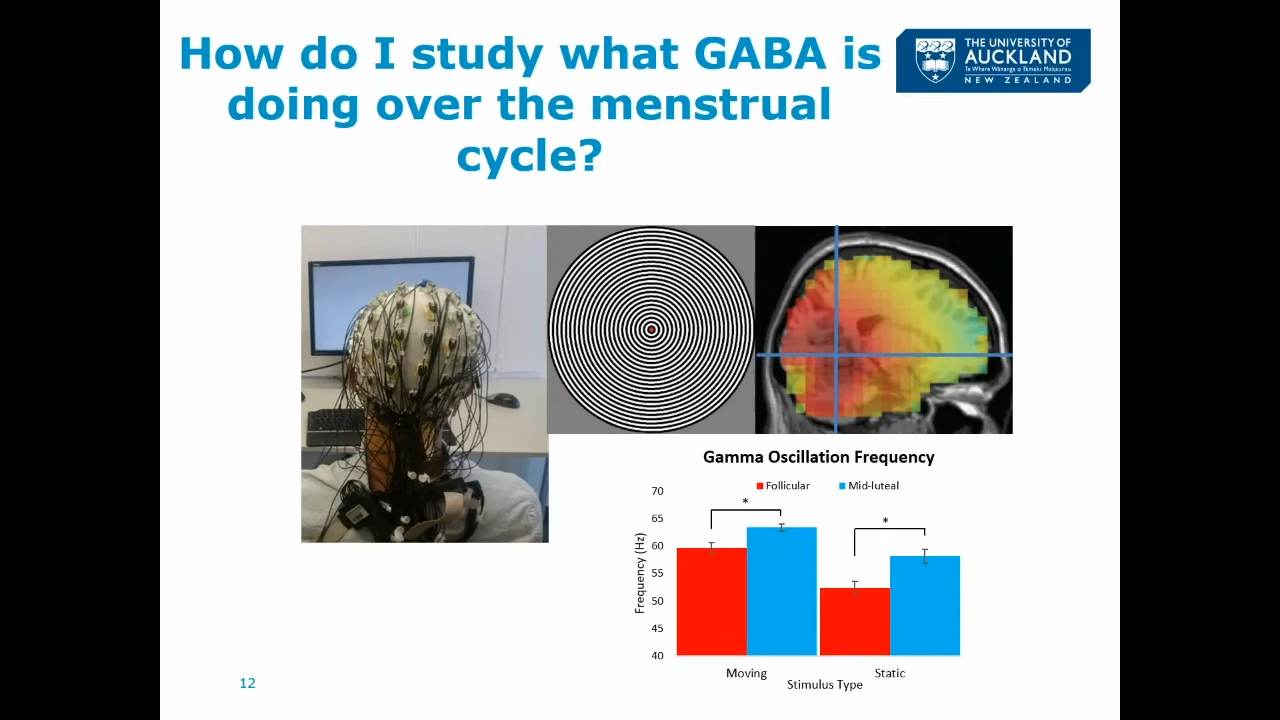 How do I study what GABA is
doing over the menstrual
cycle?
THE UNIVERSITY OF
AUCKLAND
Te Whare Wānanga o Tāmaki Makaurau
NEW ZEALAND
Gamma Oscillation Frequency
Follicular
Mid-luteal
70
65
60
55
50
45
40
Frequency (Hz)
*
*
Moving
Static
Stimulus Type
12